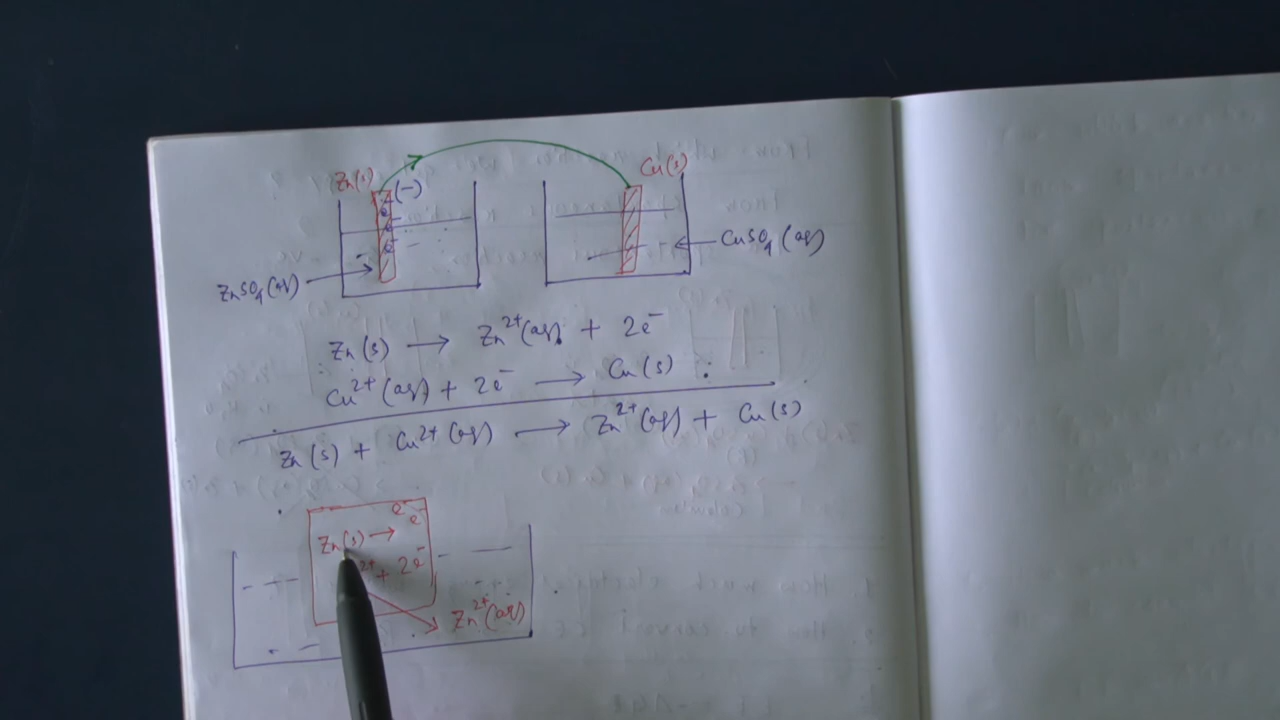 Zn(s)
Cu(s)
(-)
e⁻
e⁻
e⁻
ZnSO₄(aq)
CuSO₄(aq)
Zn(s) → Zn²⁺(aq) + 2e⁻
Cu²⁺(aq) + 2e⁻ → Cu(s)
Zn(s) + Cu²⁺(aq) → Zn²⁺(aq) + Cu(s)
e⁻
e⁻
Zn(s) →
2+ + 2e⁻
Zn²⁺(aq)